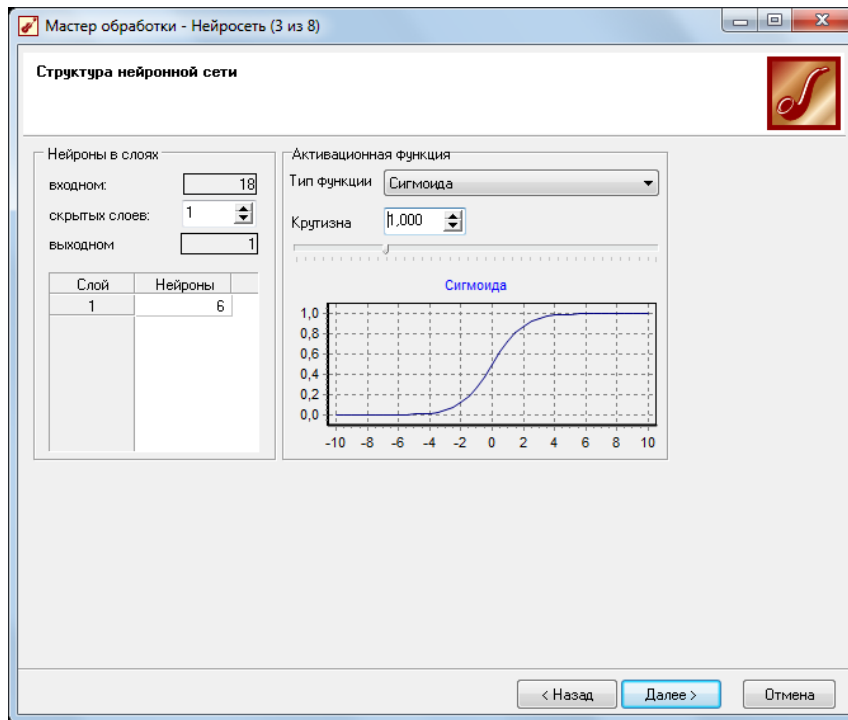 Мастер обработки - Нейросеть (3 из 8)
Структура нейронной сети
Нейроны в слоях
входном: 18
скрытых слоев: 1
выходном 1
Слой Нейроны
1 6
Активационная функция
Тип функции Сигмоида
Крутизна 1,000
Сигмоида
1,0
0,8
0,6
0,4
0,2
0,0
-10 -8 -6 -4 -2 0 2 4 6 8 10
< Назад Далее > Отмена